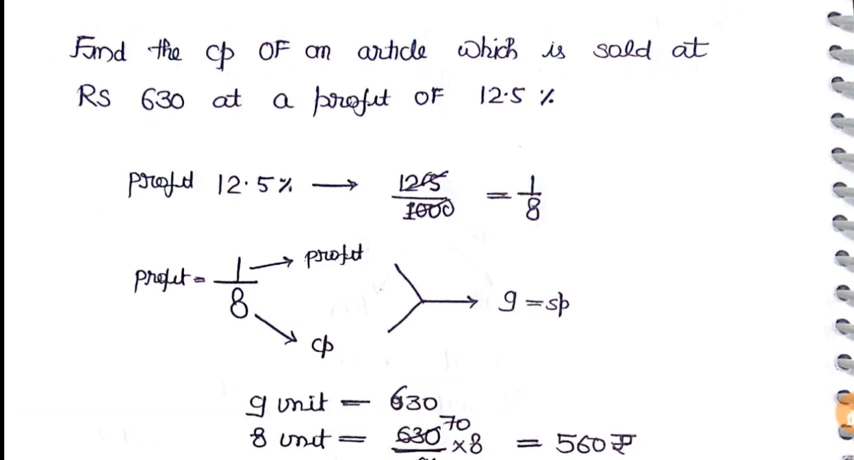 Find the cp OF an article which is sold at
RS 630 at a profit OF 12.5 %
profit 12.5% → 125/1000 = 1/8
profit = 1/8 → profit
→ 9 = sp
→ cp
9 unit = 630
8 unit = 630 70 × 8 = 560 रु